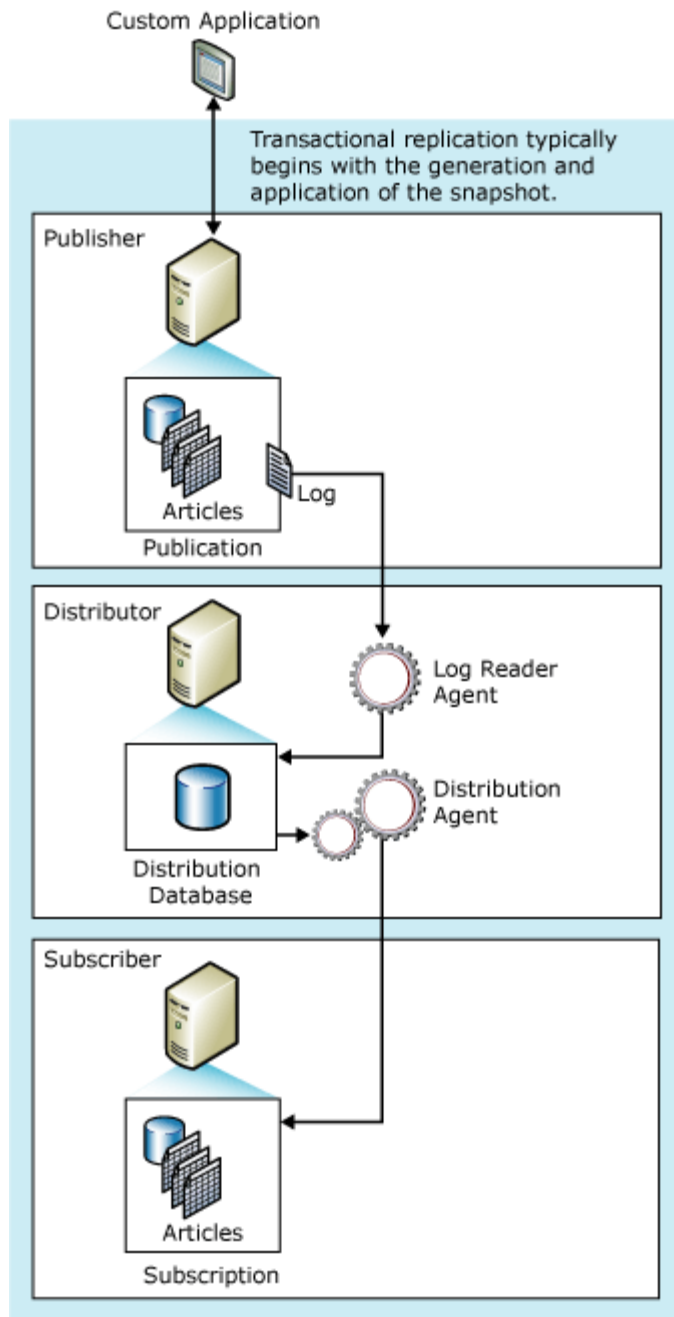 Custom Application
Transactional replication typically
begins with the generation and
application of the snapshot.
Publisher
Log
Articles
Publication
Distributor
Log Reader
Agent
Distribution
Agent
Distribution
Database
Subscriber
Articles
Subscription